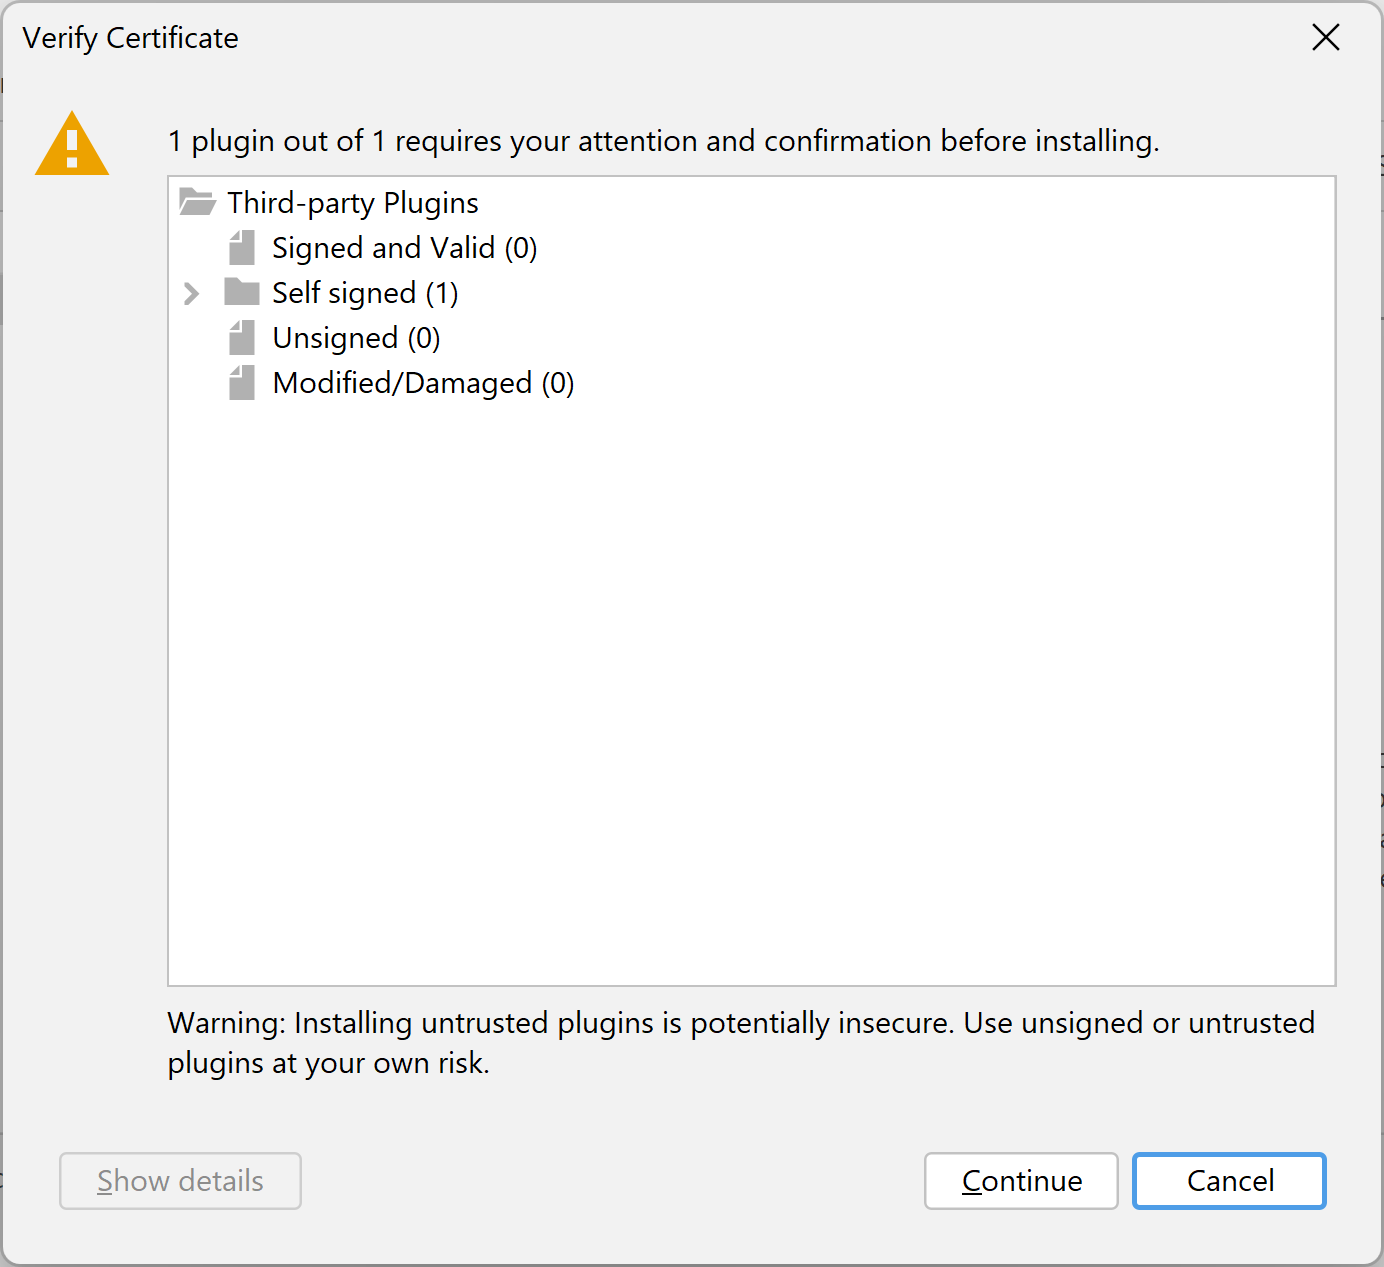 Verify Certificate
1 plugin out of 1 requires your attention and confirmation before installing.
Third-party Plugins
Signed and Valid (0)
Self signed (1)
Unsigned (0)
Modified/Damaged (0)
Warning: Installing untrusted plugins is potentially insecure. Use unsigned or untrusted
plugins at your own risk.
Show details
Continue
Cancel